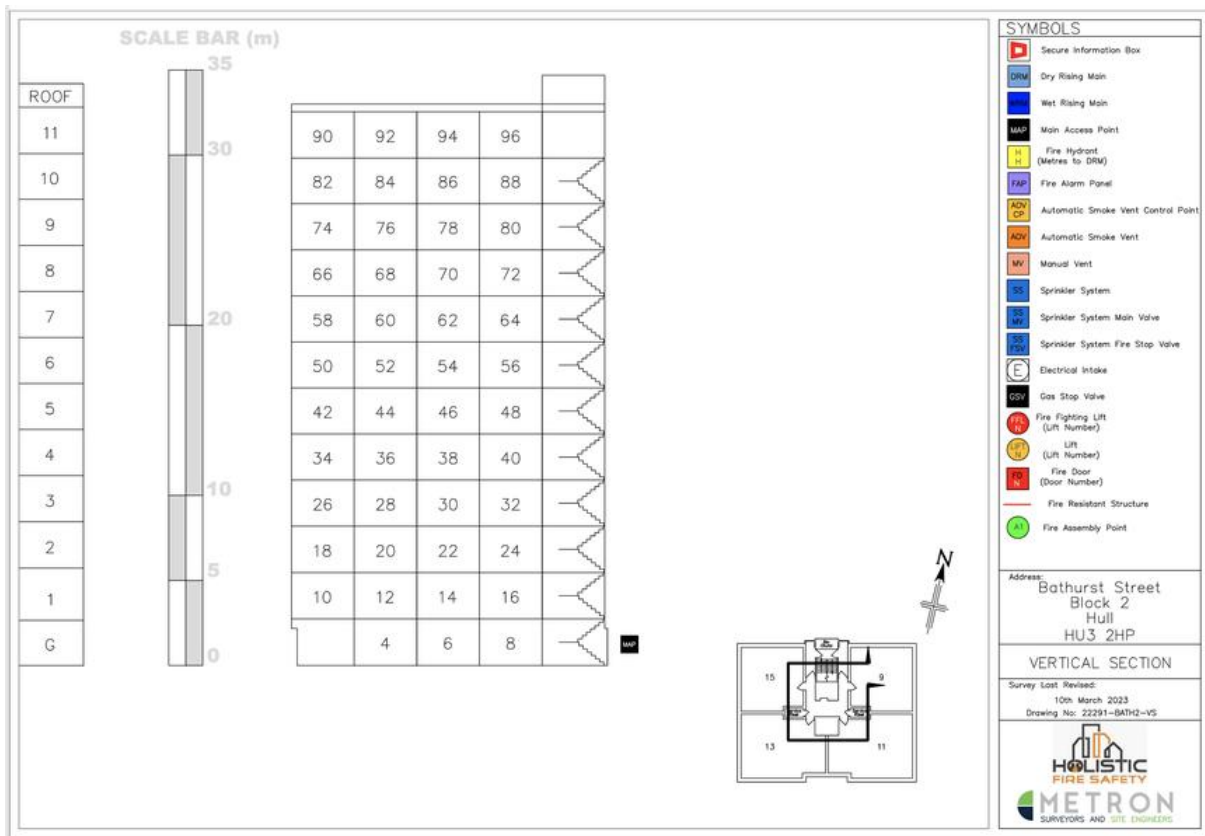 SCALE BAR (m)
35
30
20
10
5
0
ROOF
11
10
9
8
7
6
5
4
3
2
1
G
90 92 94 96
82 84 86 88
74 76 78 80
66 68 70 72
58 60 62 64
50 52 54 56
42 44 46 48
34 36 38 40
26 28 30 32
18 20 22 24
10 12 14 16
4 6 8
MAP
N
15 9
13 11
SYMBOLS
Secure Information Box
DRM Dry Rising Main
Wet Rising Main
MAP Main Access Point
H
H
Fire Hydrant
(Metres to DRM)
FAP Fire Alarm Panel
AOV
CP
Automatic Smoke Vent Control Point
AOV Automatic Smoke Vent
MV Manual Vent
SS Sprinkler System
SS
MV
Sprinkler System Main Valve
SS
FSV
Sprinkler System Fire Stop Valve
E Electrical Intake
GSV Gas Stop Valve
FFL
N
Fire Fighting Lift
(Lift Number)
LIFT
N
Lift
(Lift Number)
FD
N
Fire Door
(Door Number)
Fire Resistant Structure
A1 Fire Assembly Point
Address:
Bathurst Street
Block 2
Hull
HU3 2HP
VERTICAL SECTION
Survey Last Revised:
10th March 2023
Drawing No: 22291-BATH2-VS
HOLISTIC
FIRE SAFETY
METRON
SURVEYORS AND SITE ENGINEERS